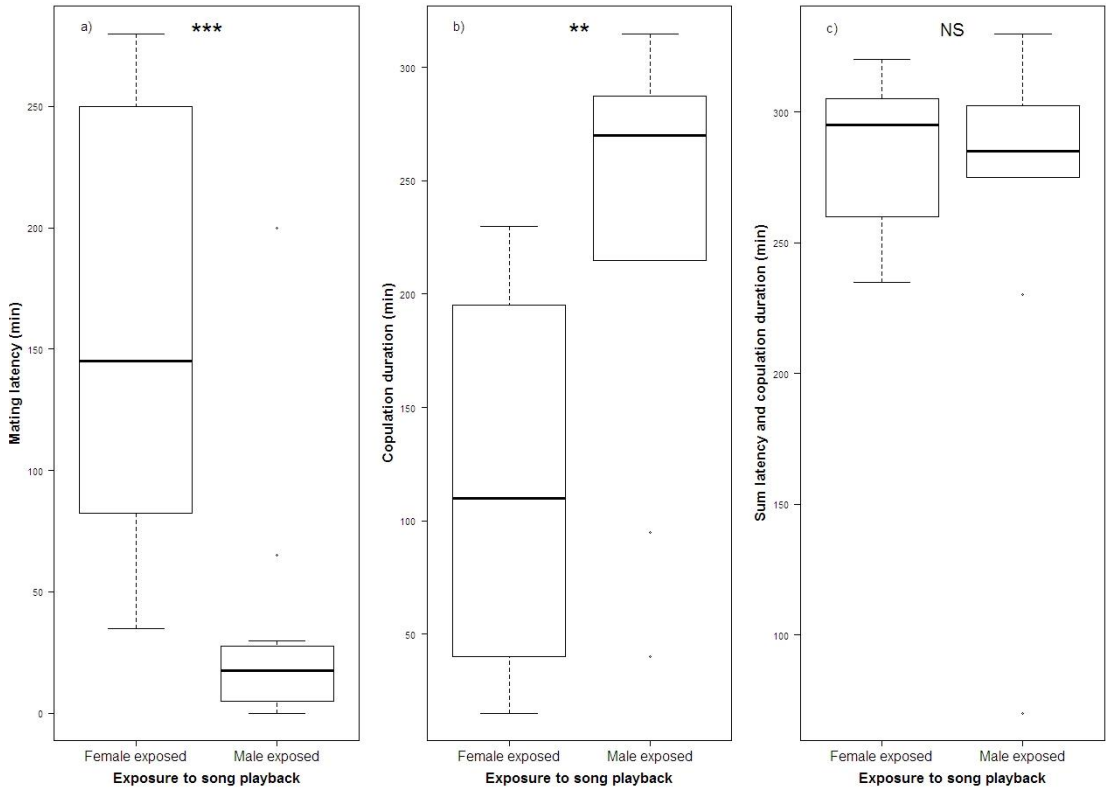 a)
***
Mating latency (min)
250
200
150
100
50
0
Female exposed
Male exposed
Exposure to song playback
b)
**
Copulation duration (min)
300
250
200
150
100
50
Female exposed
Male exposed
Exposure to song playback
c)
NS
Sum latency and copulation duration (min)
300
250
200
150
100
Female exposed
Male exposed
Exposure to song playback